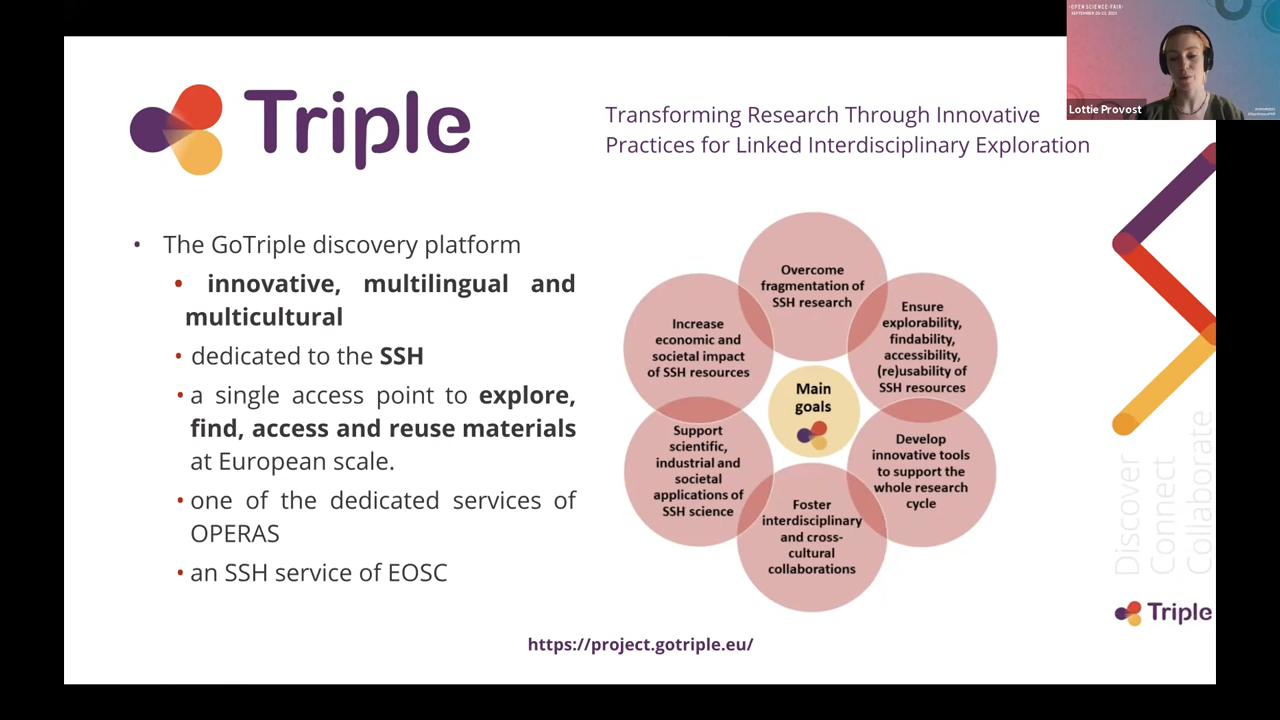 OPEN SCIENCE FAIR
Lottie Provost
Triple
Transforming Research Through Innovative
Practices for Linked Interdisciplinary Exploration
• The GoTriple discovery platform
• innovative, multilingual and
multicultural
• dedicated to the SSH
• a single access point to explore,
find, access and reuse materials
at European scale.
• one of the dedicated services of
OPERAS
• an SSH service of EOSC
Overcome
fragmentation of
SSH research
Ensure
explorability,
findability,
accessibility,
(re)usability of
SSH resources
Develop
innovative tools
to support the
whole research
cycle
Foster
interdisciplinary
and cross-
cultural
collaborations
Support
scientific,
industrial and
societal
applications of
SSH science
Increase
economic and
societal impact
of SSH resources
Main
goals
Discover
Connect
Collaborate
Triple
https://project.gotriple.eu/